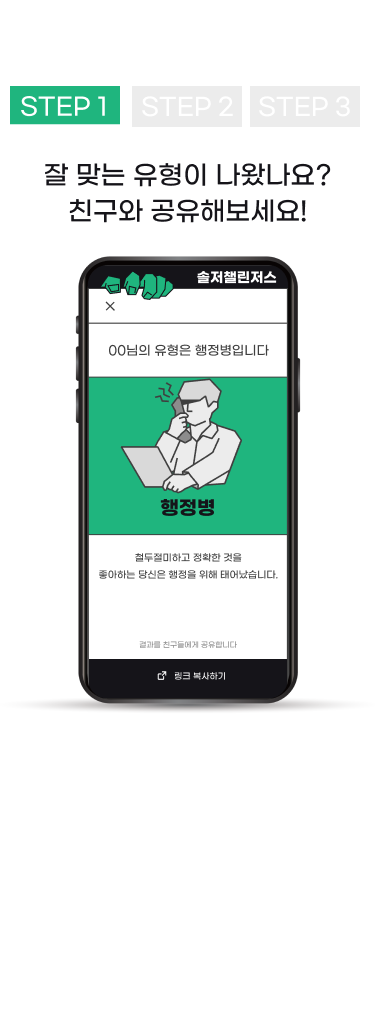 STEP 1 STEP 2 STEP 3
잘 맞는 유형이 나왔나요?
친구와 공유해보세요!
솔저챌린저스
OO님의 유형은 행정병입니다
행정병
철두절미하고 정확한 것을
좋아하는 당신은 행정을 위해 태어났습니다.
결과를 친구들에게 공유합니다
링크 복사하기